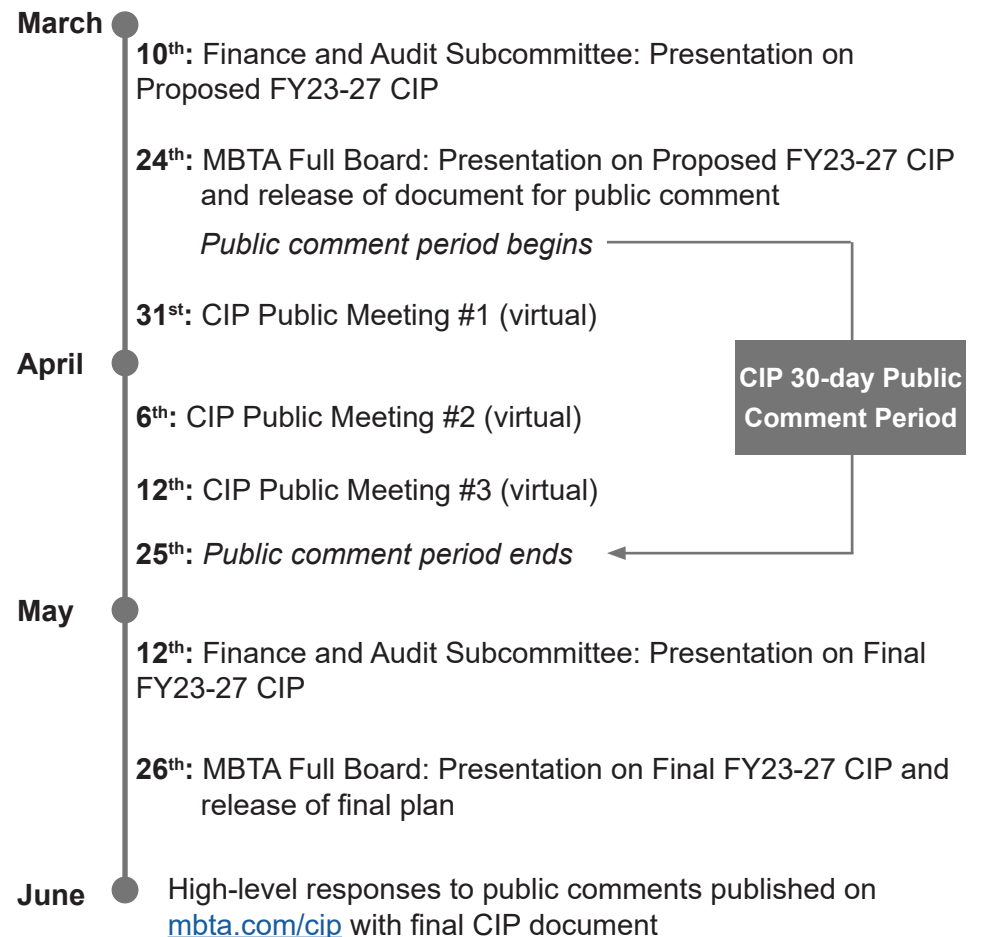 March
10th: Finance and Audit Subcommittee: Presentation on
Proposed FY23-27 CIP
24th: MBTA Full Board: Presentation on Proposed FY23-27 CIP
and release of document for public comment
Public comment period begins
31st: CIP Public Meeting #1 (virtual)
April
CIP 30-day Public
Comment Period
6th: CIP Public Meeting #2 (virtual)
12th: CIP Public Meeting #3 (virtual)
25th: Public comment period ends
May
12th: Finance and Audit Subcommittee: Presentation on Final
FY23-27 CIP
26th: MBTA Full Board: Presentation on Final FY23-27 CIP and
release of final plan
June
High-level responses to public comments published on
mbta.com/cip with final CIP document